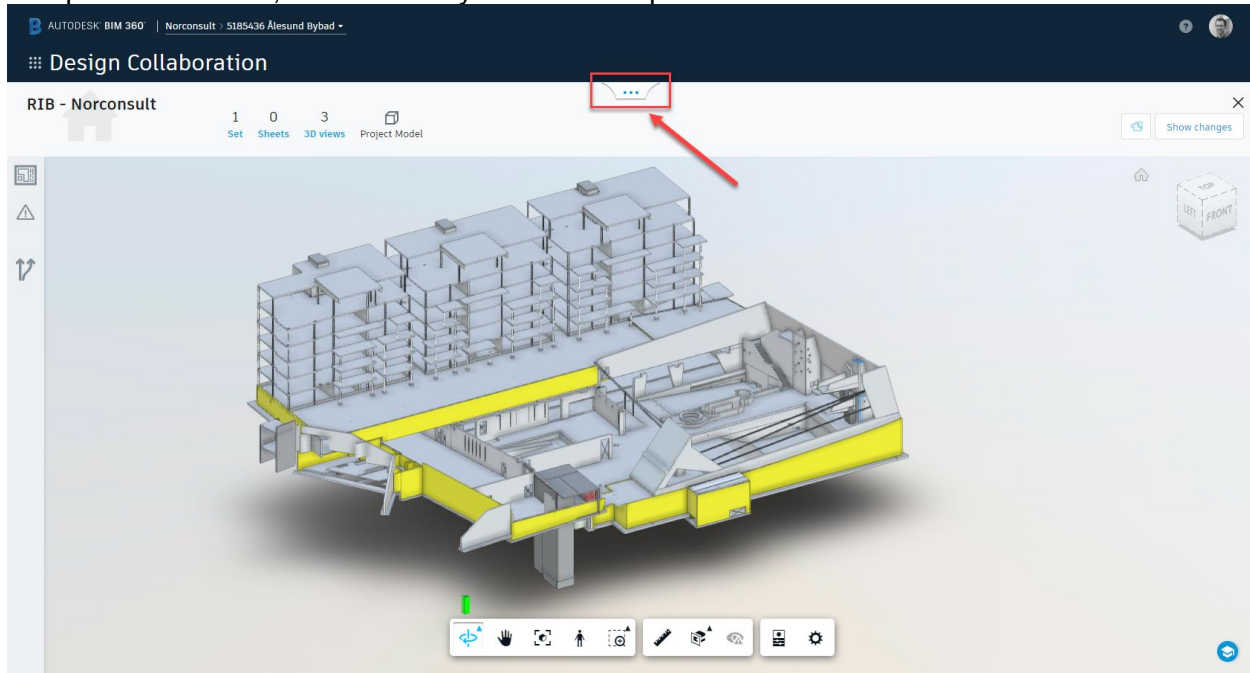 AUTODESK® BIM 360® | Norconsult > 5185436 Ålesund Bybad
Design Collaboration
RIB - Norconsult
1 0 3
Set Sheets 3D views Project Model
Show changes
TOP
LEFT FRONT